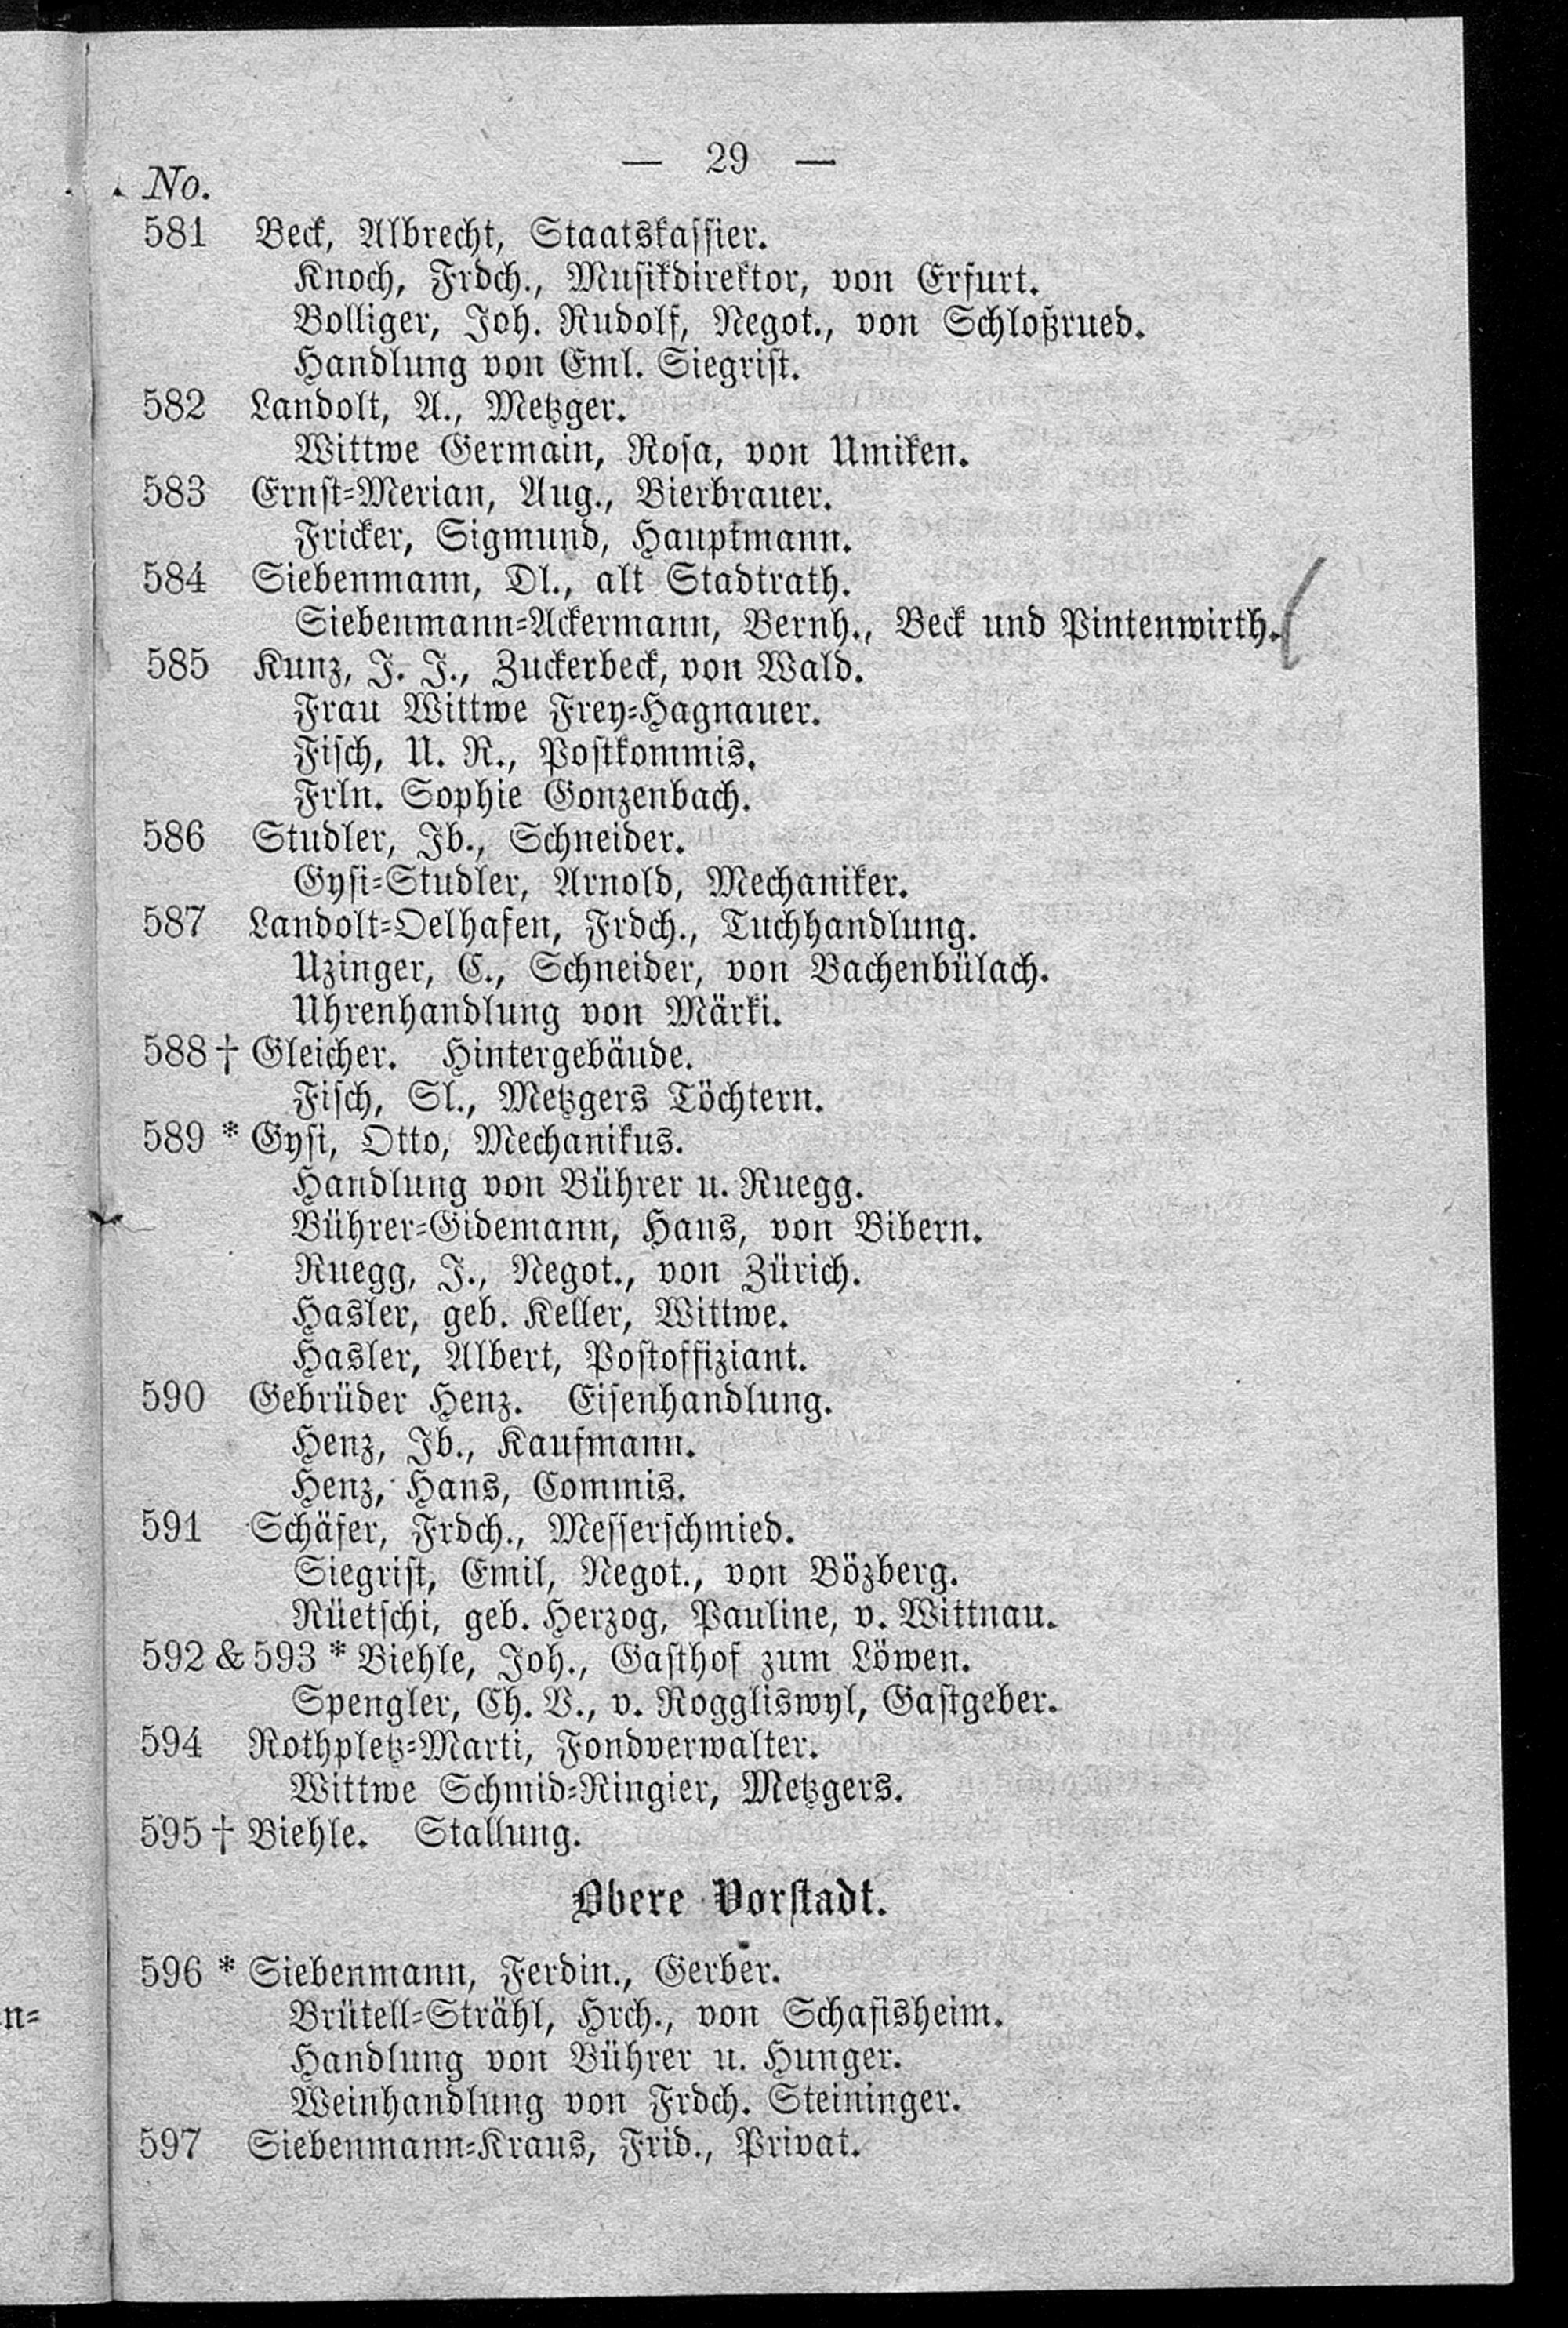 — 29 —
No.
581 Beck, Albrecht, Staatskassier.
Knoch, Frdch., Musikdirektor, von Erfurt.
Bolliger, Joh. Rudolf, Negot., von Schloßrued.
Handlung von Eml. Siegrist.
582 Landolt, A., Metzger.
Wittwe Germain, Rosa, von Umiken.
583 Ernst-Merian, Aug., Bierbrauer.
Fricker, Sigmund, Hauptmann.
584 Siebenmann, Dl., alt Stadtrath.
Siebenmann-Ackermann, Bernh., Beck und Pintenwirth.
585 Kunz, J. J., Zuckerbeck, von Wald.
Frau Wittwe Frey-Hagnauer.
Fisch, U. R., Postkommis.
Frln. Sophie Gonzenbach.
586 Studler, Jb., Schneider.
Gysi-Studler, Arnold, Mechaniker.
587 Landolt-Oelhafen, Frdch., Tuchhandlung.
Uzinger, C., Schneider, von Bachenbülach.
Uhrenhandlung von Märki.
588 † Gleicher. Hintergebäude.
Fisch, Sl., Metzgers Töchtern.
589 * Gysi, Otto, Mechanikus.
Handlung von Bührer u. Ruegg.
Bührer-Gidemann, Hans, von Bibern.
Ruegg, J., Negot., von Zürich.
Hasler, geb. Keller, Wittwe.
Hasler, Albert, Postoffiziant.
590 Gebrüder Henz. Eisenhandlung.
Henz, Jb., Kaufmann.
Henz, Hans, Commis.
591 Schäfer, Frdch., Messerschmied.
Siegrist, Emil, Negot., von Bözberg.
Rüetschi, geb. Herzog, Pauline, v. Wittnau.
592 & 593 * Biehle, Joh., Gasthof zum Löwen.
Spengler, Ch. V., v. Roggliswyl, Gastgeber.
594 Rothpletz-Marti, Fondverwalter.
Wittwe Schmid-Ringier, Metzgers.
595 † Biehle. Stallung.
Obere Vorstadt.
596 * Siebenmann, Ferdin., Gerber.
Brütell-Strähl, Hrch., von Schafisheim.
Handlung von Bührer u. Hunger.
Weinhandlung von Frdch. Steininger.
597 Siebenmann-Kraus, Frid., Privat.
n-